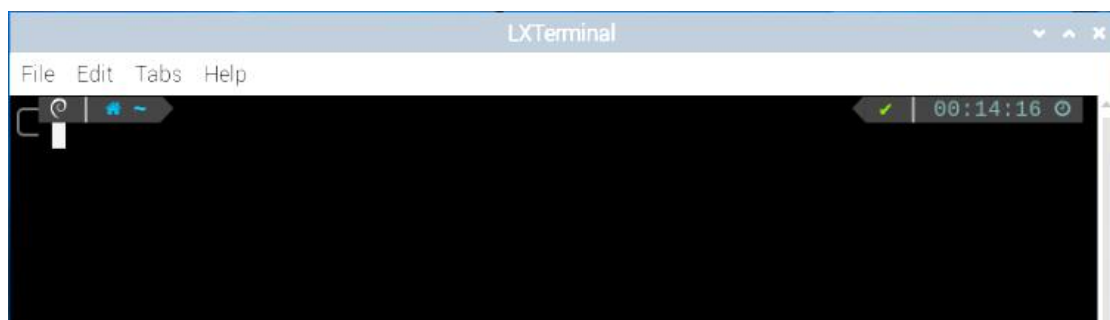 LXTerminal
File Edit Tabs Help
~ ✔ 00:14:16